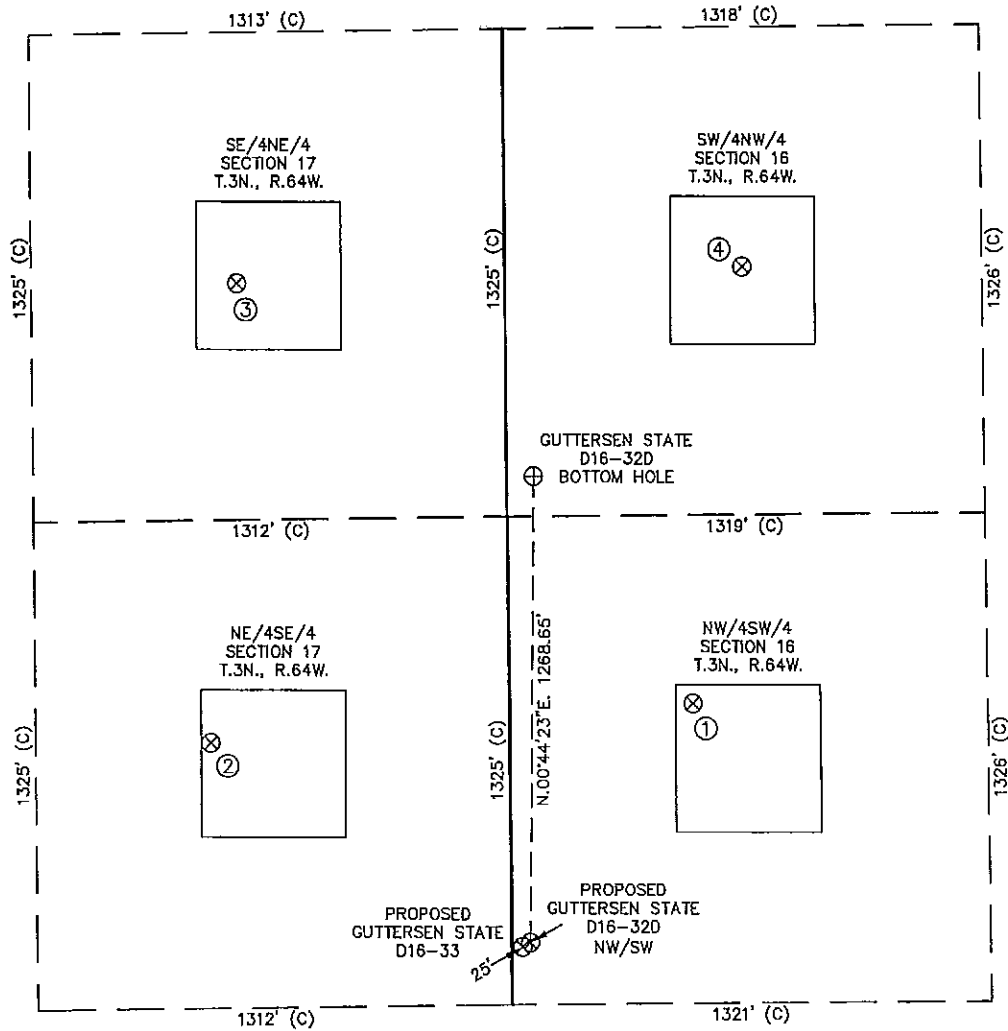 1313' (C)
1318' (C)
SE/4NE/4
SECTION 17
T.3N., R.64W.
SW/4NW/4
SECTION 16
T.3N., R.64W.
1325' (C)
1325' (C)
1326' (C)
3
4
GUTTERSEN STATE
D16-32D
BOTTOM HOLE
1312' (C)
1319' (C)
NE/4SE/4
SECTION 17
T.3N., R.64W.
NW/4SW/4
SECTION 16
T.3N., R.64W.
1325' (C)
1325' (C)
N.00°44'23"E. 1268.65'
1326' (C)
2
1
PROPOSED
GUTTERSEN STATE
D16-33
PROPOSED
GUTTERSEN STATE
D16-32D
NW/SW
25'
1312' (C)
1321' (C)